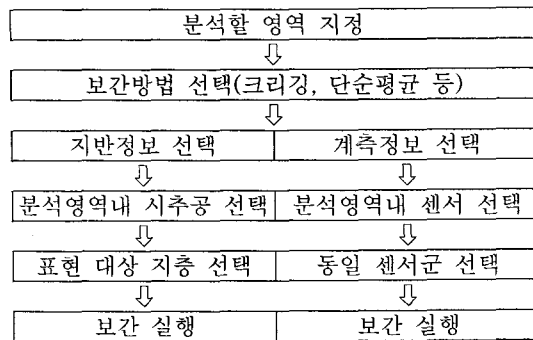 분석할 영역 지정
보간방법 선택(크리깅, 단순평균 등)
지반정보 선택 계측정보 선택
분석영역내 시추공 선택 분석영역내 센서 선택
표현 대상 지층 선택 동일 센서군 선택
보간 실행 보간 실행